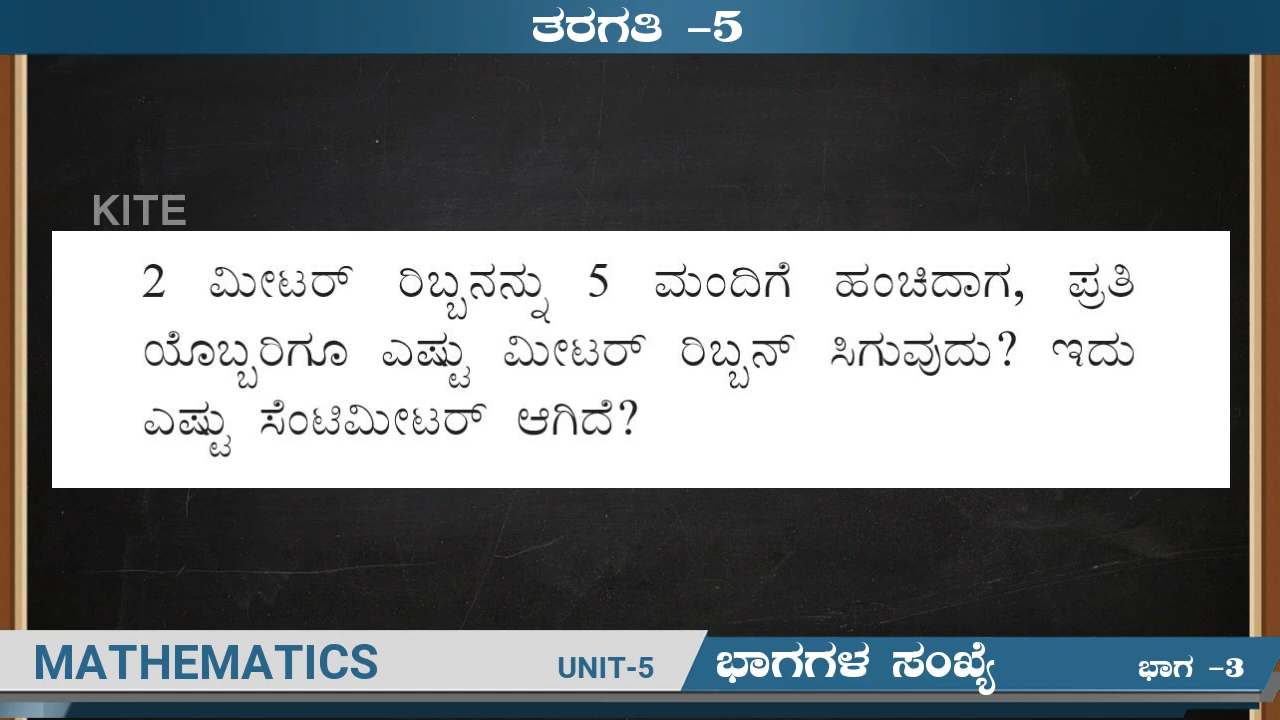 ತರಗತಿ -5
KITE
2 ಮೀಟರ್ ರಿಬ್ಬನನ್ನು 5 ಮಂದಿಗೆ ಹಂಚಿದಾಗ, ಪ್ರತಿ
ಯೊಬ್ಬರಿಗೂ ಎಷ್ಟು ಮೀಟರ್ ರಿಬ್ಬನ್ ಸಿಗುವುದು? ಇದು
ಎಷ್ಟು ಸೆಂಟಿಮೀಟರ್ ಆಗಿದೆ?
MATHEMATICS UNIT-5 ಭಾಗಗಳ ಸಂಖ್ಯೆ ಭಾಗ -3